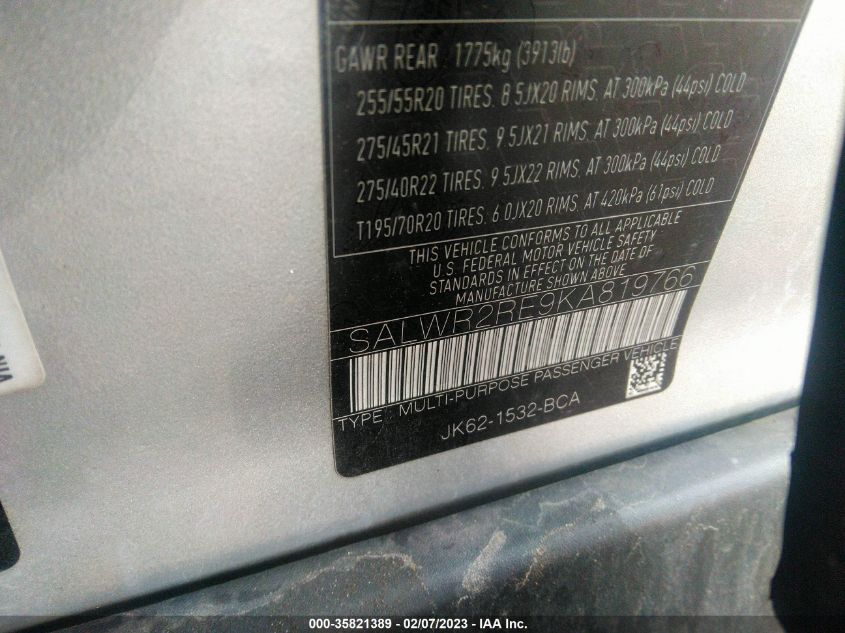 GAWR REAR 1775kg (3913lb)
255/55R20 TIRES. 8 5JX20 RIMS. AT 300kPa (44psi) COLD
275/45R21 TIRES. 9 5JX21 RIMS. AT 300kPa (44psi) COLD
275/40R22 TIRES. 9 5JX22 RIMS. AT 300kPa (44psi) COLD
T195/70R20 TIRES. 6 0JX20 RIMS. AT 420kPa (61psi) COLD
THIS VEHICLE CONFORMS TO ALL APPLICABLE
U.S. FEDERAL MOTOR VEHICLE SAFETY
STANDARDS IN EFFECT ON THE DATE OF
MANUFACTURE SHOWN ABOVE.
SALWR2RE9KA819766
TYPE : MULTI-PURPOSE PASSENGER VEHICLE
JK62-1532-BCA
000-35821389 - 02/07/2023 - IAA Inc.